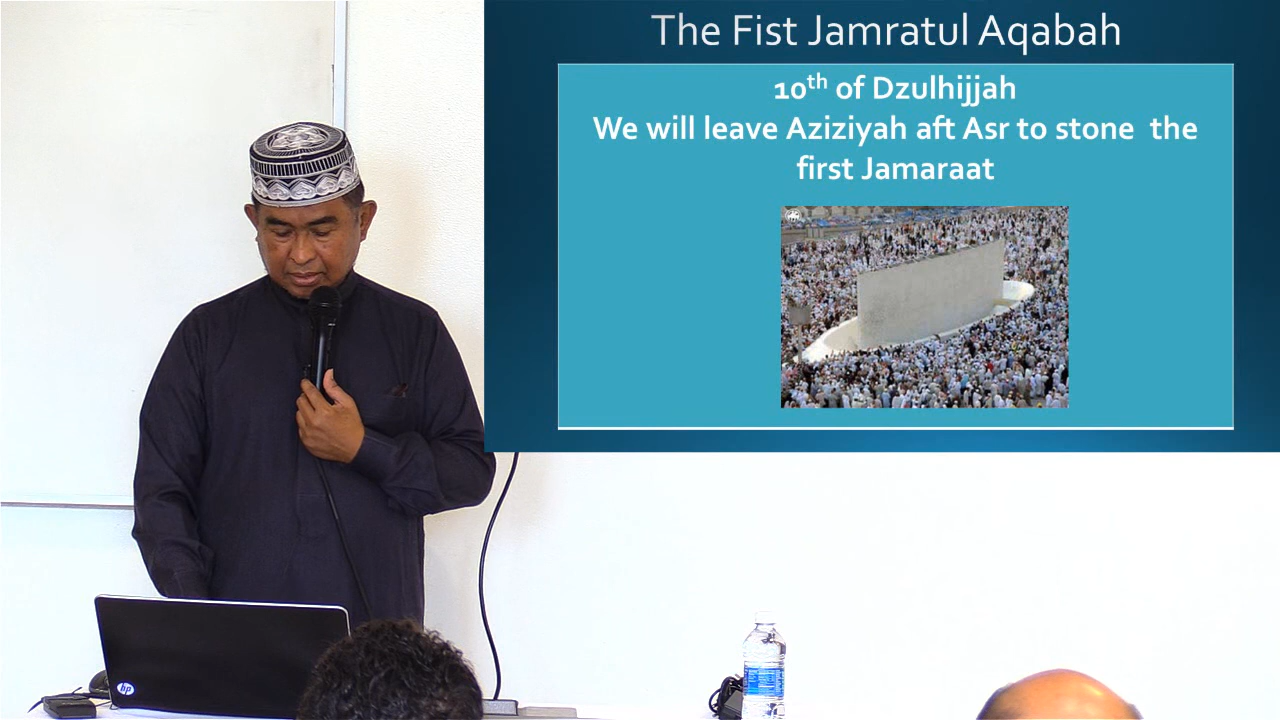 The Fist Jamratul Aqabah
10th of Dzulhijjah
We will leave Aziziyah aft Asr to stone the
first Jamaraat
hp